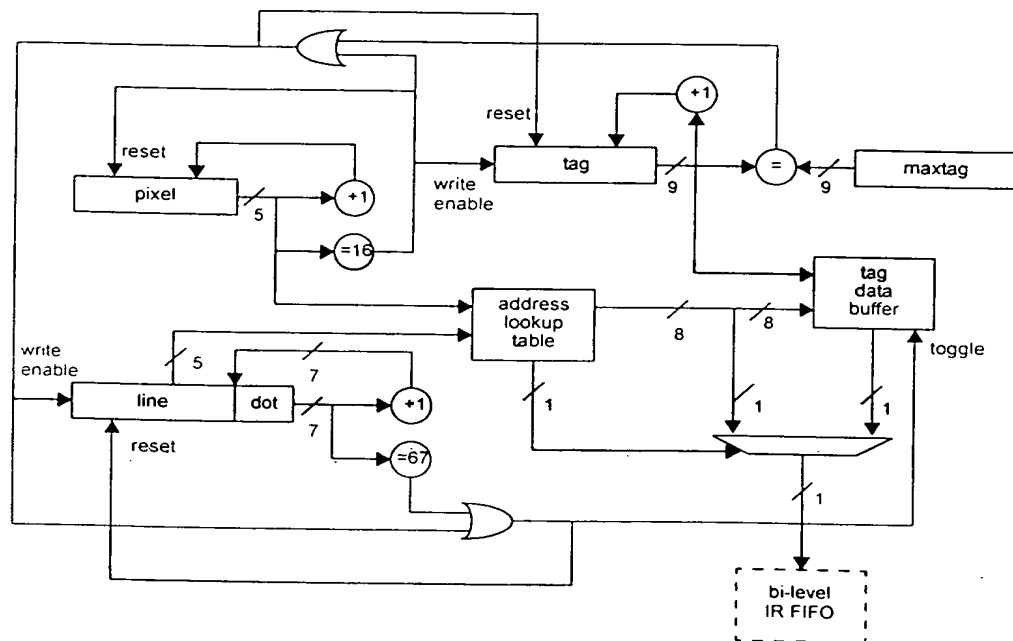 reset
+1
reset
tag
9
=
9
maxtag
write
enable
pixel
5
+1
=16
tag
data
buffer
address
lookup
table
8
8
toggle
write
enable
5
7
+1
line
dot
7
1
1
1
reset
=67
1
bi-level
IR FIFO